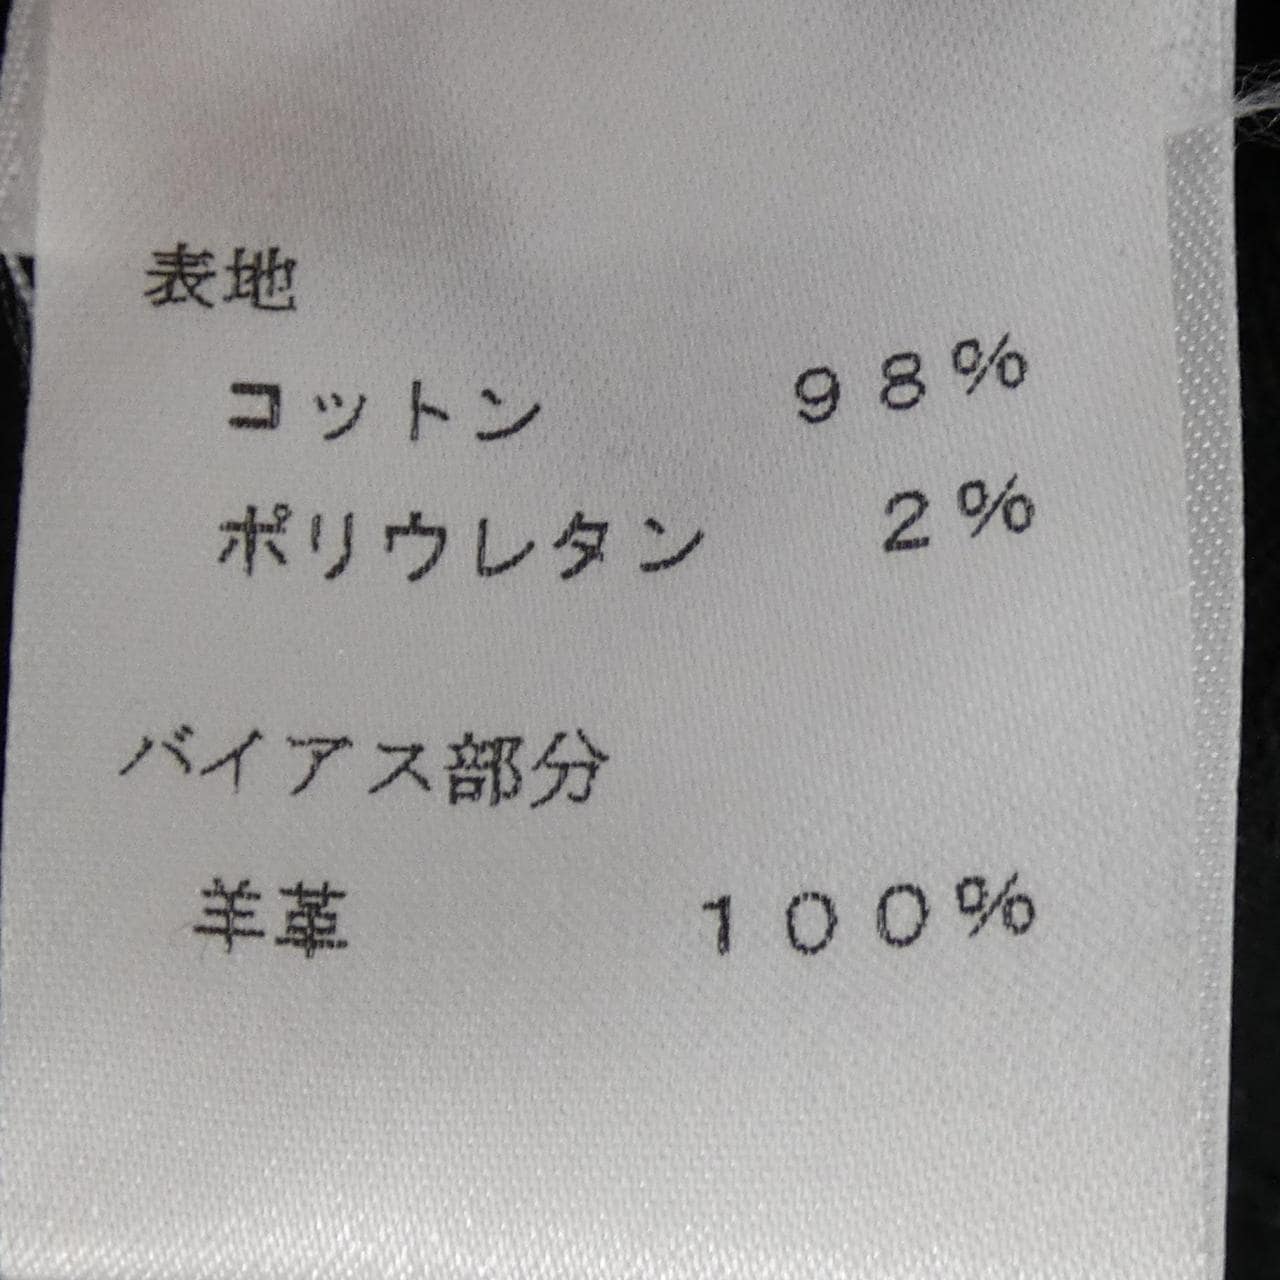 表地
コットン 98%
ポリウレタン 2%
バイアス部分
羊革 100%